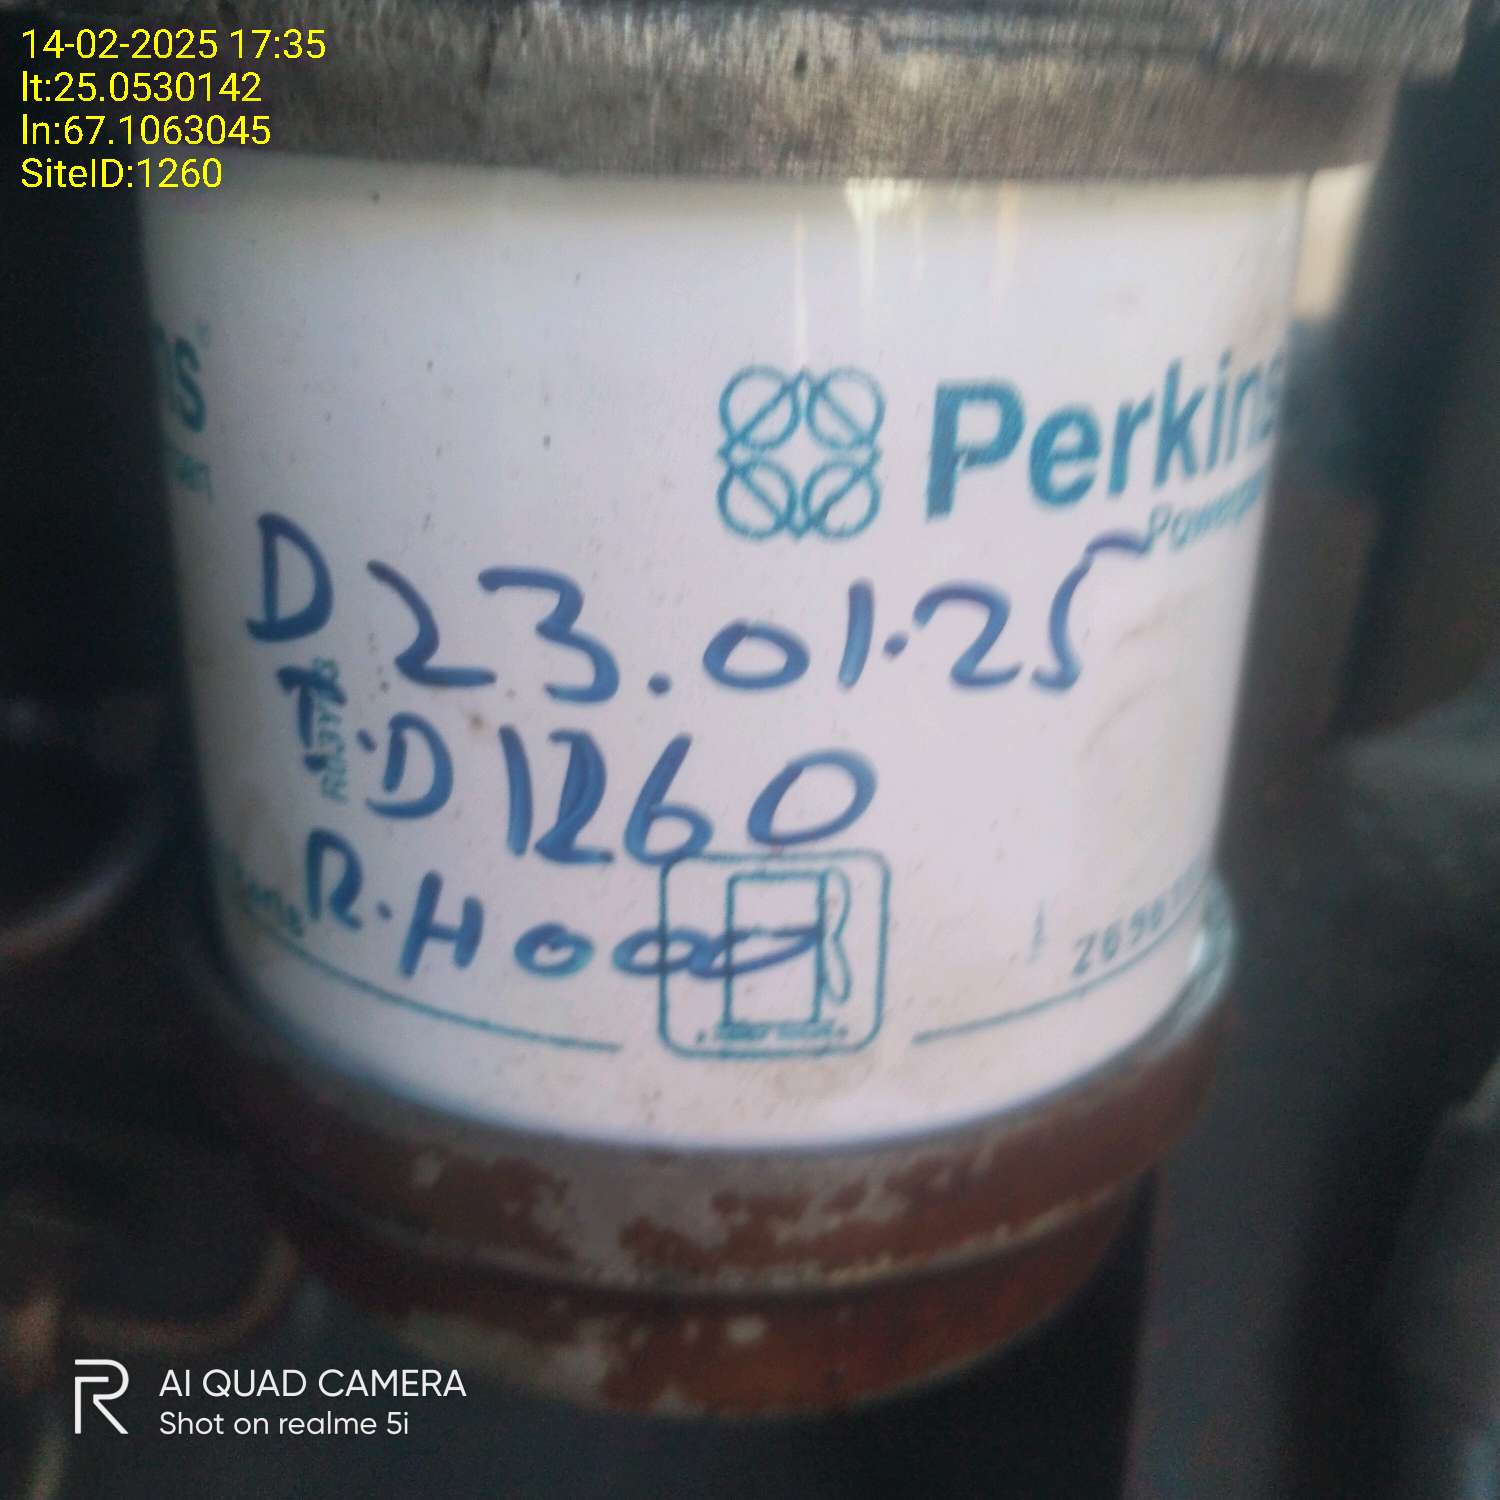 14-02-2025 17:35
lt:25.0530142
ln:67.1063045
SiteID:1260
Perkins
D 23.01.25
I.D 1260
R.H 000
AI QUAD CAMERA
Shot on realme 5i